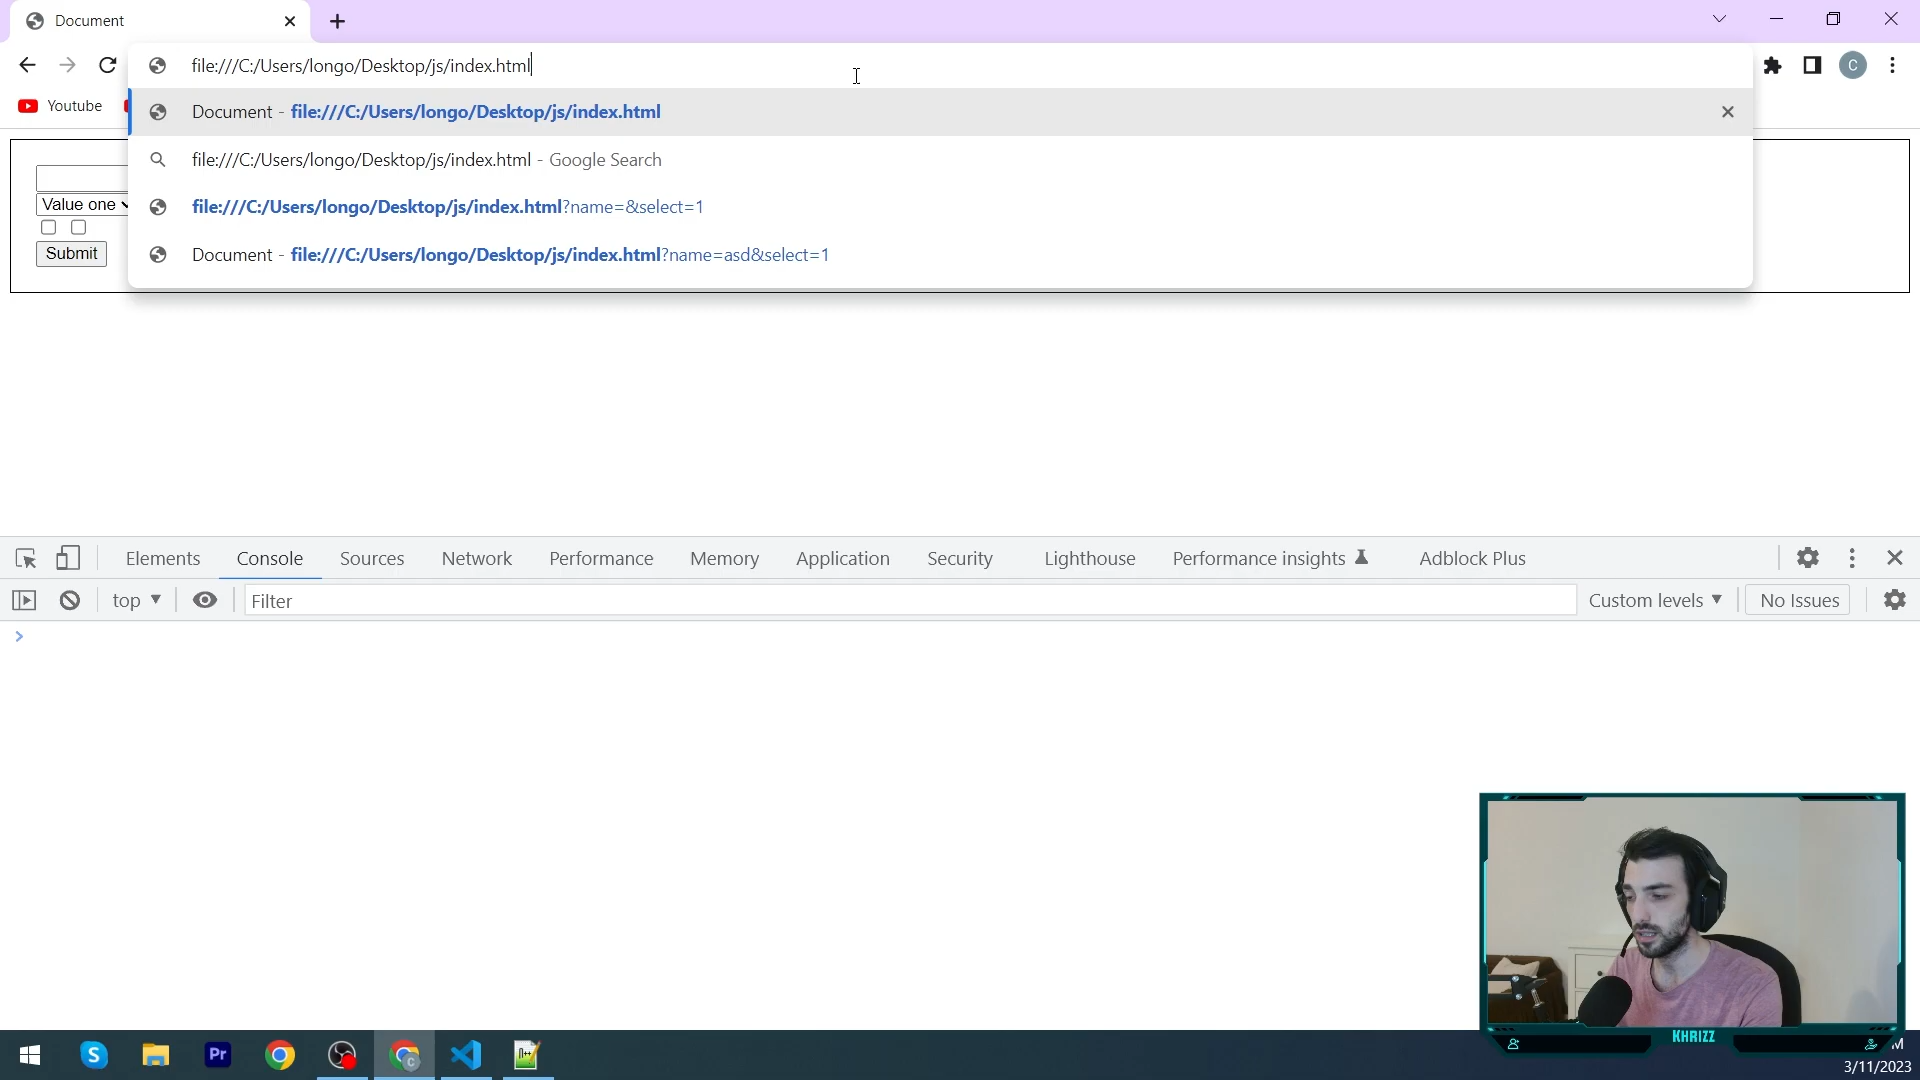 Document
file:///C:/Users/longo/Desktop/js/index.html
C
Youtube
Document - file:///C:/Users/longo/Desktop/js/index.html
file:///C:/Users/longo/Desktop/js/index.html - Google Search
Value one
file:///C:/Users/longo/Desktop/js/index.html?name=&select=1
Submit
Document - file:///C:/Users/longo/Desktop/js/index.html?name=asd&select=1
Elements Console Sources Network Performance Memory Application Security Lighthouse Performance insights Adblock Plus
top Filter Custom levels No Issues
KHRIZZ
S Pr C n++ M
3/11/2023